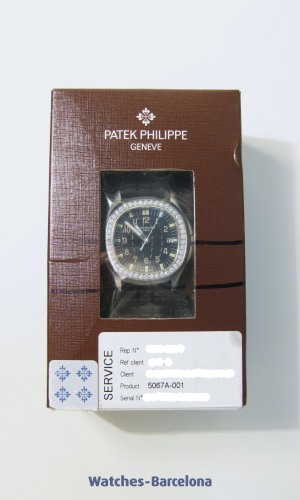 PATEK PHILIPPE
GENEVE
SERVICE
Rep N°
Ref client
Client
Product 5067A-001
Serial N°
Watches-Barcelona